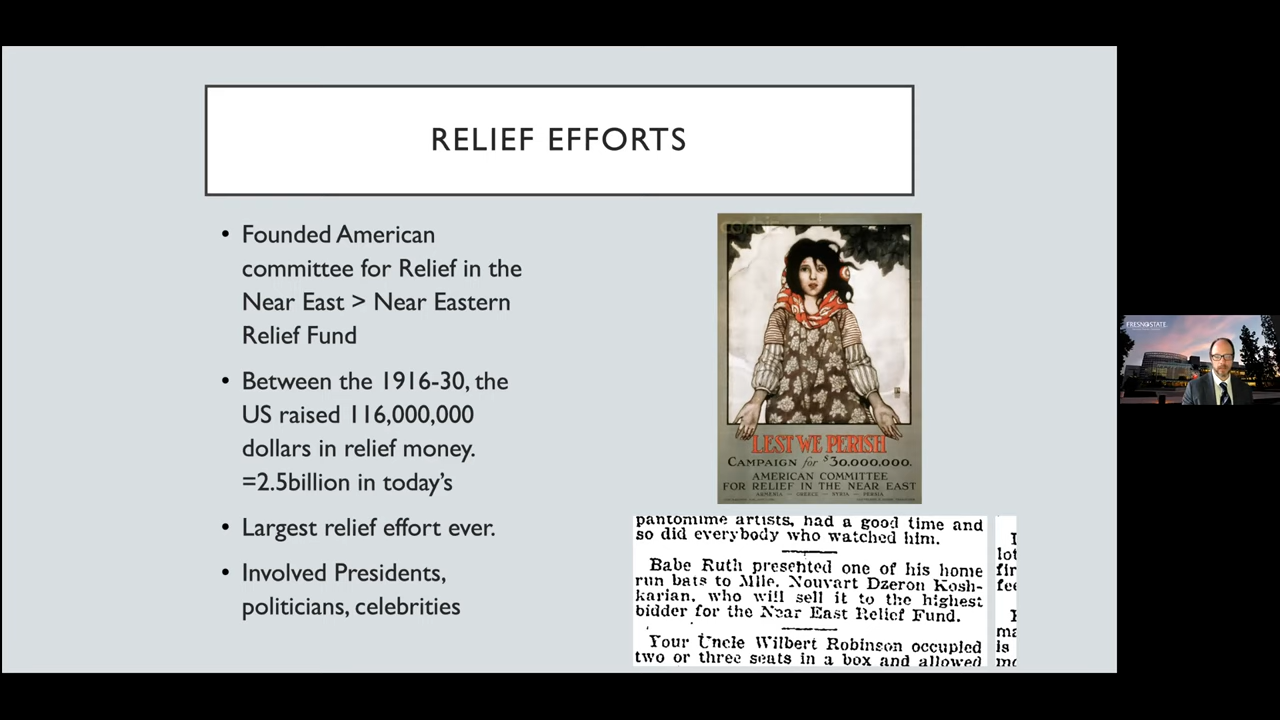 RELIEF EFFORTS
• Founded American
committee for Relief in the
Near East > Near Eastern
Relief Fund
• Between the 1916-30, the
US raised 116,000,000
dollars in relief money.
=2.5billion in today's
• Largest relief effort ever.
• Involved Presidents,
politicians, celebrities
corbis
LEST WE PERISH
CAMPAIGN for $30,000,000.
AMERICAN COMMITTEE
FOR RELIEF IN THE NEAR EAST
ARMENIA — GREECE — SYRIA — PERSIA
pantomime artists, had a good time and
so did everybody who watched him.
Babe Ruth presented one of his home
run bats to Mlle. Nouvart Dzeron Kosh-
karian, who will sell it to the highest
bidder for the Near East Relief Fund.
Your Uncle Wilbert Robinson occupied
two or three seats in a box and allowed
lot
fir
fee
ma
is
FRESNO STATE